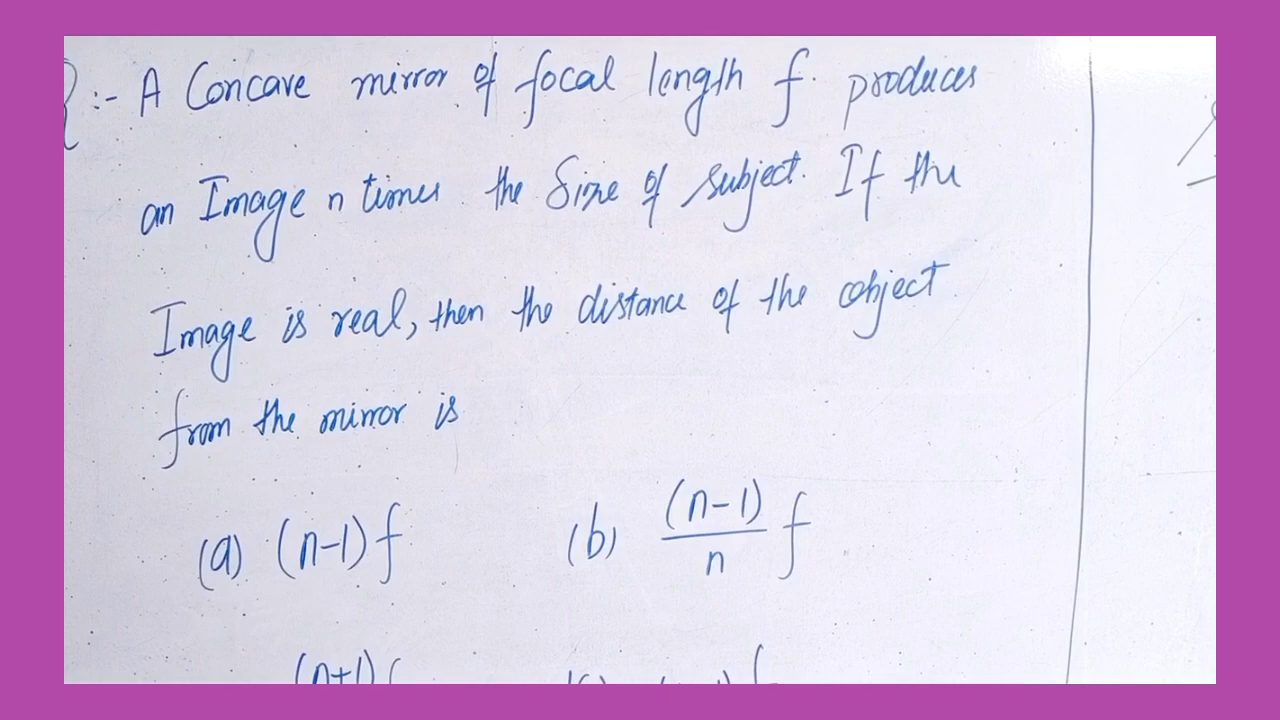 :- A Concave mirror of focal length f. produces
an Image n times the Size of subject. If the
Image is real, then the distance of the object
from the mirror is
(a) (n-1) f (b) (n-1)/n f
(n+1) f